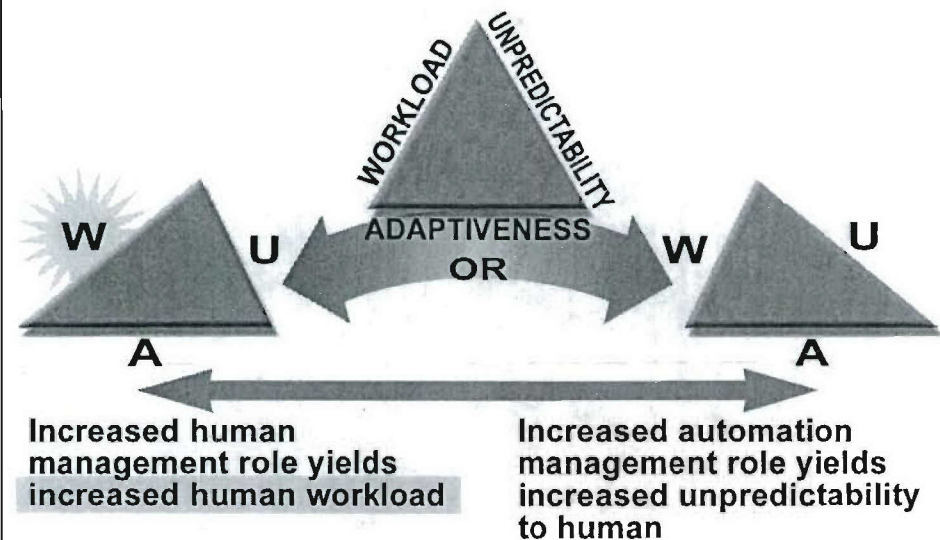 WORKLOAD
UNPREDICTABILITY
ADAPTIVENESS
OR
W
U
A
W
U
A
Increased human
management role yields
increased human workload
Increased automation
management role yields
increased unpredictability
to human